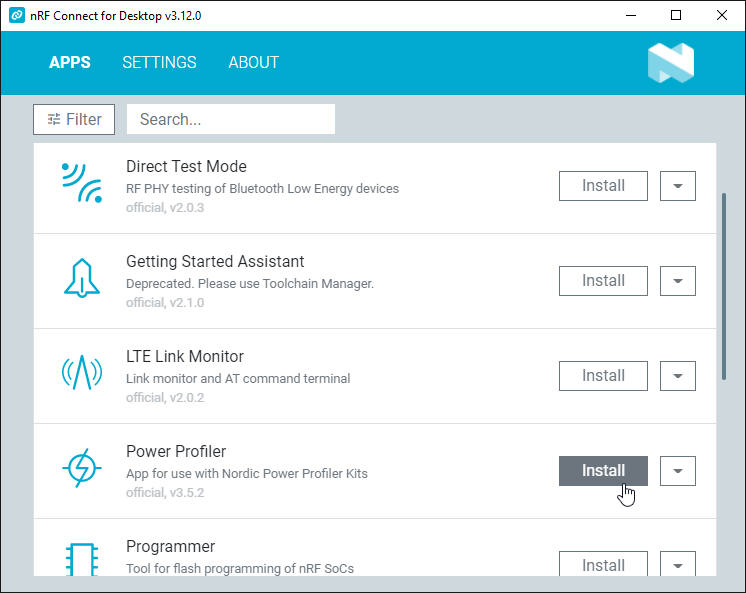 nRF Connect for Desktop v3.12.0
APPS SETTINGS ABOUT
Filter Search...
Direct Test Mode
RF PHY testing of Bluetooth Low Energy devices
official, v2.0.3
Install
Getting Started Assistant
Deprecated. Please use Toolchain Manager.
official, v2.1.0
Install
LTE Link Monitor
Link monitor and AT command terminal
official, v2.0.2
Install
Power Profiler
App for use with Nordic Power Profiler Kits
official, v3.5.2
Install
Programmer
Tool for flash programming of nRF SoCs
Install